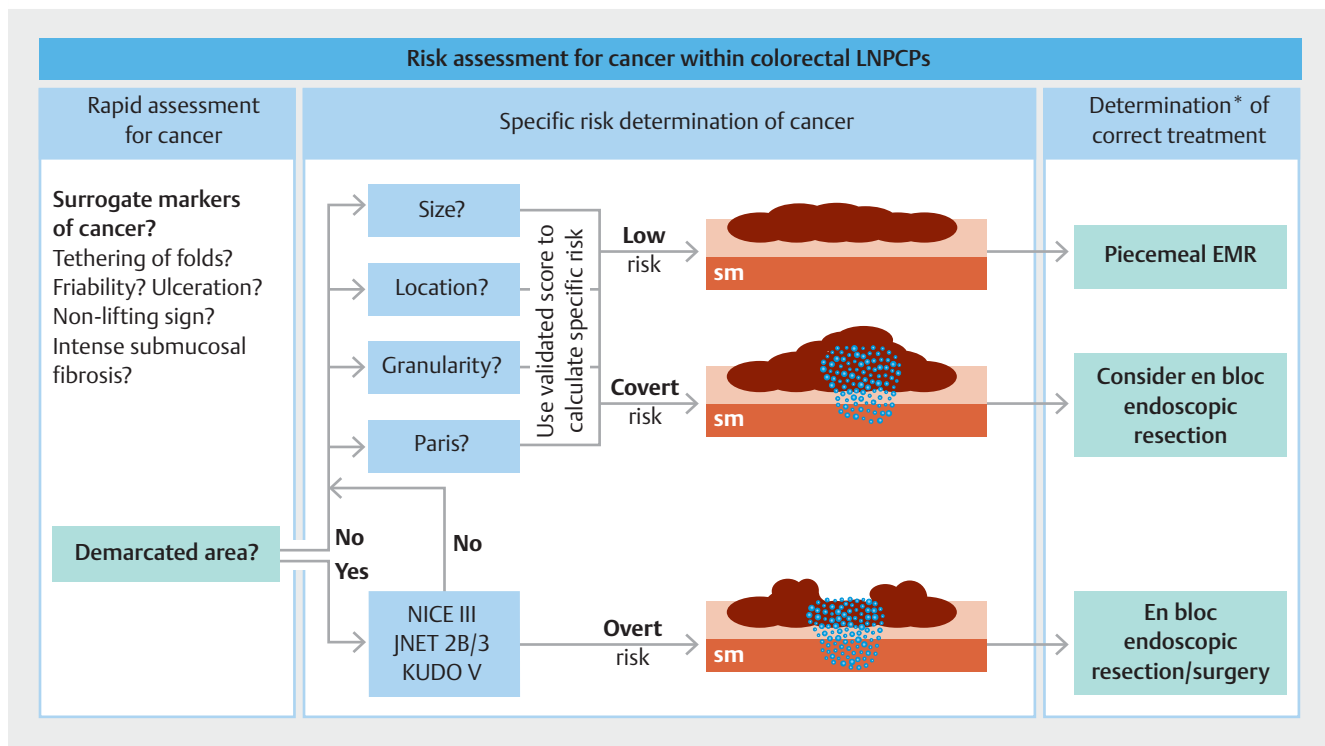 Risk assessment for cancer within colorectal LNPCPs
Rapid assessment
for cancer
Specific risk determination of cancer
Determination* of
correct treatment
Surrogate markers
of cancer?
Tethering of folds?
Friability? Ulceration?
Non-lifting sign?
Intense submucosal
fibrosis?
Demarcated area?
No
Yes
No
Size?
Location?
Granularity?
Paris?
NICE III
JNET 2B/3
KUDO V
Use validated score to
calculate specific risk
Low
risk
sm
Piecemeal EMR
Covert
risk
sm
Consider en bloc
endoscopic
resection
Overt
risk
sm
En bloc
endoscopic
resection/surgery